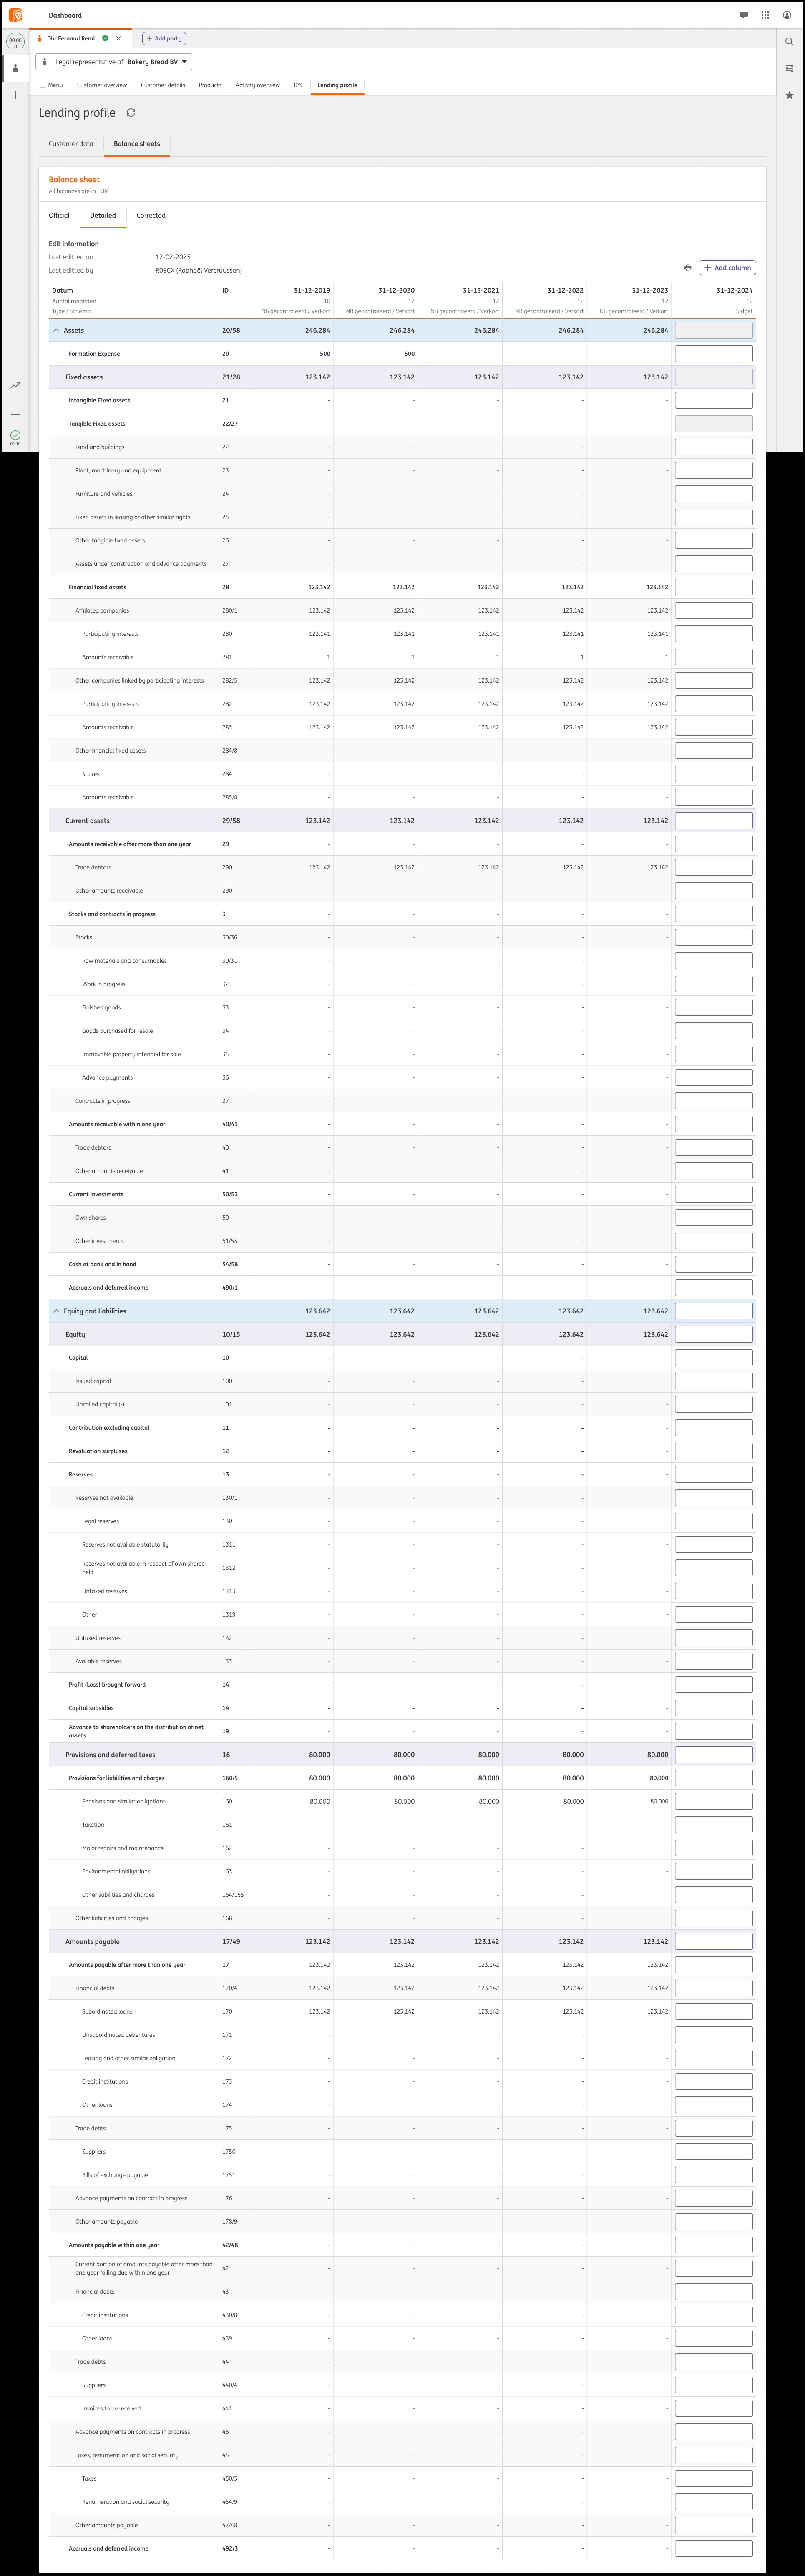 Dashboard
00:00
0
Dhr Fernand Remi
+ Add party
Legal representative of Bakery Bread BV
Menu Customer overview Customer details Products Activity overview KYC Lending profile
Lending profile
Customer data Balance sheets
Balance sheet
All balances are in EUR
Official Detailed Corrected
Edit information
Last editted on 12-02-2025
Last editted by R09CX (Raphaël Vercruyssen)
+ Add column
Datum ID 31-12-2019 31-12-2020 31-12-2021 31-12-2022 31-12-2023 31-12-2024
Aantal maanden 10 12 12 12 12 12
Type / Schema NB gecontroleerd / Verkort NB gecontroleerd / Verkort NB gecontroleerd / Verkort NB gecontroleerd / Verkort NB gecontroleerd / Verkort Budget
Assets 20/58 246.284 246.284 246.284 246.284 246.284
Formation Expense 20 500 500 - - -
Fixed assets 21/28 123.142 123.142 123.142 123.142 123.142
Intangible Fixed assets 21 - - - - -
Tangible Fixed assets 22/27 - - - - -
Land and buildings 22 - - - - -
Plant, machinery and equipment 23 - - - - -
Furniture and vehicles 24 - - - - -
Fixed assets in leasing or other similar rights 25 - - - - -
Other tangible fixed assets 26 - - - - -
Assets under construction and advance payments 27 - - - - -
Financial fixed assets 28 123.142 123.142 123.142 123.142 123.142
Affiliated companies 280/1 123.142 123.142 123.142 123.142 123.142
Participating interests 280 123.141 123.141 123.141 123.141 123.141
Amounts receivable 281 1 1 1 1 1
Other companies linked by participating interests 282/3 123.142 123.142 123.142 123.142 123.142
Participating interests 282 123.142 123.142 123.142 123.142 123.142
Amounts receivable 283 123.142 123.142 123.142 123.142 123.142
Other financial fixed assets 284/8 - - - - -
Shares 284 - - - - -
Amounts receivable 285/8 - - - - -
Current assets 29/58 123.142 123.142 123.142 123.142 123.142
Amounts receivable after more than one year 29 - - - - -
Trade debtors 290 123.142 123.142 123.142 123.142 123.142
Other amounts receivable 290 - - - - -
Stocks and contracts in progress 3 - - - - -
Stocks 30/36 - - - - -
Raw materials and consumables 30/31 - - - - -
Work in progress 32 - - - - -
Finished goods 33 - - - - -
Goods purchased for resale 34 - - - - -
Immovable property intended for sale 35 - - - - -
Advance payments 36 - - - - -
Contracts in progress 37 - - - - -
Amounts receivable within one year 40/41 - - - - -
Trade debtors 40 - - - - -
Other amounts receivable 41 - - - - -
Current investments 50/53 - - - - -
Own shares 50 - - - - -
Other investments 51/53 - - - - -
Cash at bank and in hand 54/58 - - - - -
Accruals and deferred income 490/1 - - - - -
Equity and liabilities 123.642 123.642 123.642 123.642 123.642
Equity 10/15 123.642 123.642 123.642 123.642 123.642
Capital 10 - - - - -
Issued capital 100 - - - - -
Uncalled capital (-) 101 - - - - -
Contribution excluding capital 11 - - - - -
Revaluation surpluses 12 - - - - -
Reserves 13 - - - - -
Reserves not available 130/1 - - - - -
Legal reserves 130 - - - - -
Reserves not available statutorily 1311 - - - - -
Reserves not available in respect of own shares
held 1312 - - - - -
Untaxed reserves 1313 - - - - -
Other 1319 - - - - -
Untaxed reserves 132 - - - - -
Available reserves 133 - - - - -
Profit (Loss) brought forward 14 - - - - -
Capital subsidies 14 - - - - -
Advance to shareholders on the distribution of net
assets 19 - - - - -
Provisions and deferred taxes 16 80.000 80.000 80.000 80.000 80.000
Provisions for liabilities and charges 160/5 80.000 80.000 80.000 80.000 80.000
Pensions and similar obligations 160 80.000 80.000 80.000 80.000 80.000
Taxation 161 - - - - -
Major repairs and maintenance 162 - - - - -
Environmental obligations 163 - - - - -
Other liabilities and charges 164/165 - - - - -
Other liabilities and charges 168 - - - - -
Amounts payable 17/49 123.142 123.142 123.142 123.142 123.142
Amounts payable after more than one year 17 123.142 123.142 123.142 123.142 123.142
Financial debts 170/4 123.142 123.142 123.142 123.142 123.142
Subordinated loans 170 123.142 123.142 123.142 123.142 123.142
Unsubordinated debentures 171 - - - - -
Leasing and other similar obligation 172 - - - - -
Credit institutions 173 - - - - -
Other loans 174 - - - - -
Trade debts 175 - - - - -
Suppliers 1750 - - - - -
Bills of exchange payable 1751 - - - - -
Advance payments on contract in progress 176 - - - - -
Other amounts payable 178/9 - - - - -
Amounts payable within one year 42/48 - - - - -
Current portion of amounts payable after more than
one year falling due within one year 42 - - - - -
Financial debts 43 - - - - -
Credit institutions 430/8 - - - - -
Other loans 439 - - - - -
Trade debts 44 - - - - -
Suppliers 440/4 - - - - -
Invoices to be received 441 - - - - -
Advance payments on contracts in progress 46 - - - - -
Taxes, renumeration and social security 45 - - - - -
Taxes 450/3 - - - - -
Renumeration and social security 454/9 - - - - -
Other amounts payable 47/48 - - - - -
Accruals and deferred income 492/3 - - - - -